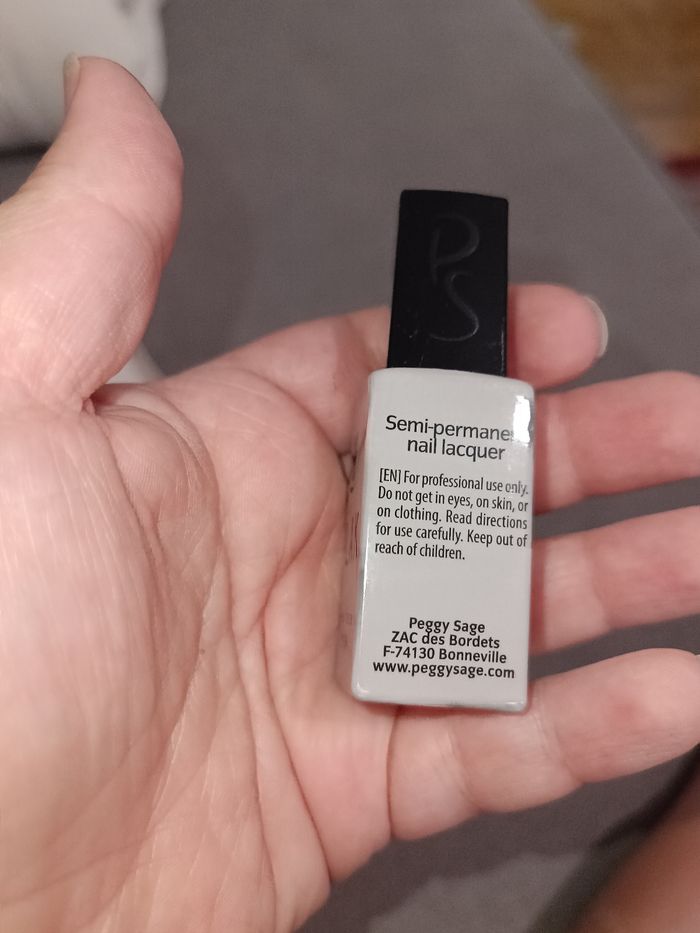 PS
Semi-permanent
nail lacquer
[EN] For professional use only.
Do not get in eyes, on skin, or
on clothing. Read directions
for use carefully. Keep out of
reach of children.
Peggy Sage
ZAC des Bordets
F-74130 Bonneville
www.peggysage.com